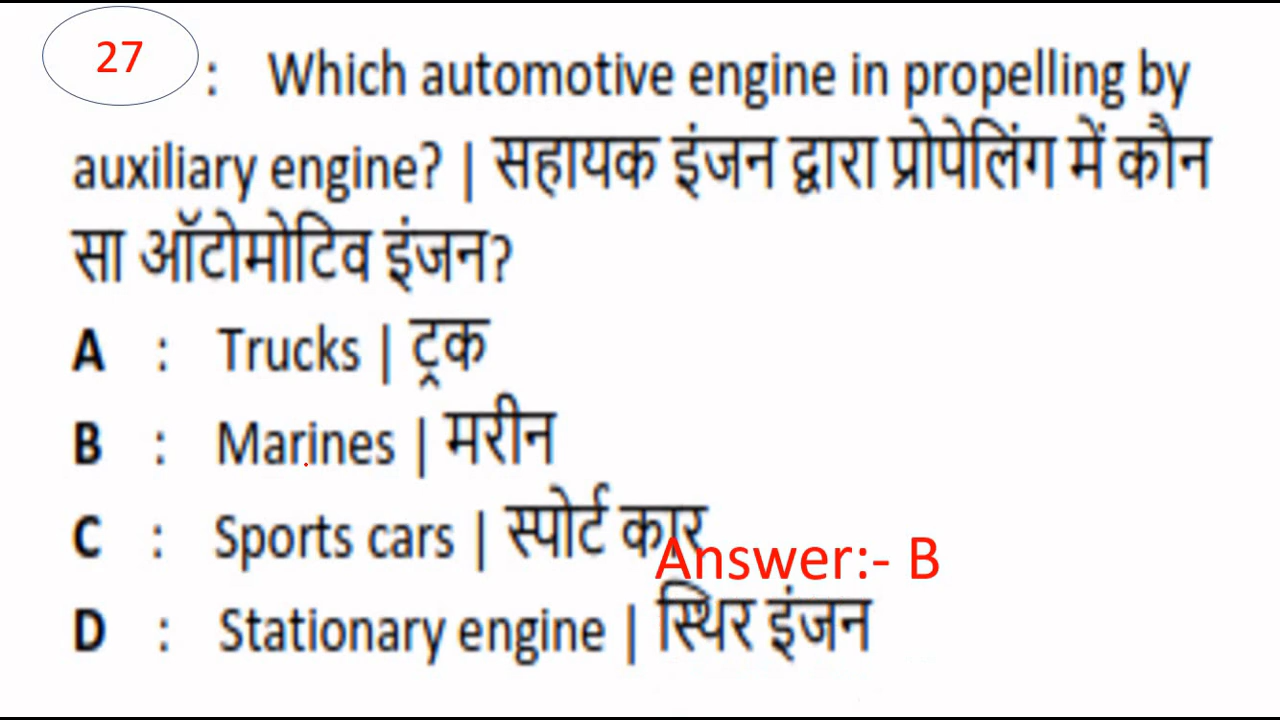 27 : Which automotive engine in propelling by
auxiliary engine? | सहायक इंजन द्वारा प्रोपेलिंग में कौन
सा ऑटोमोटिव इंजन?
A : Trucks | ट्रक
B : Marines | मरीन
C : Sports cars | स्पोर्ट कार
Answer:- B
D : Stationary engine | स्थिर इंजन